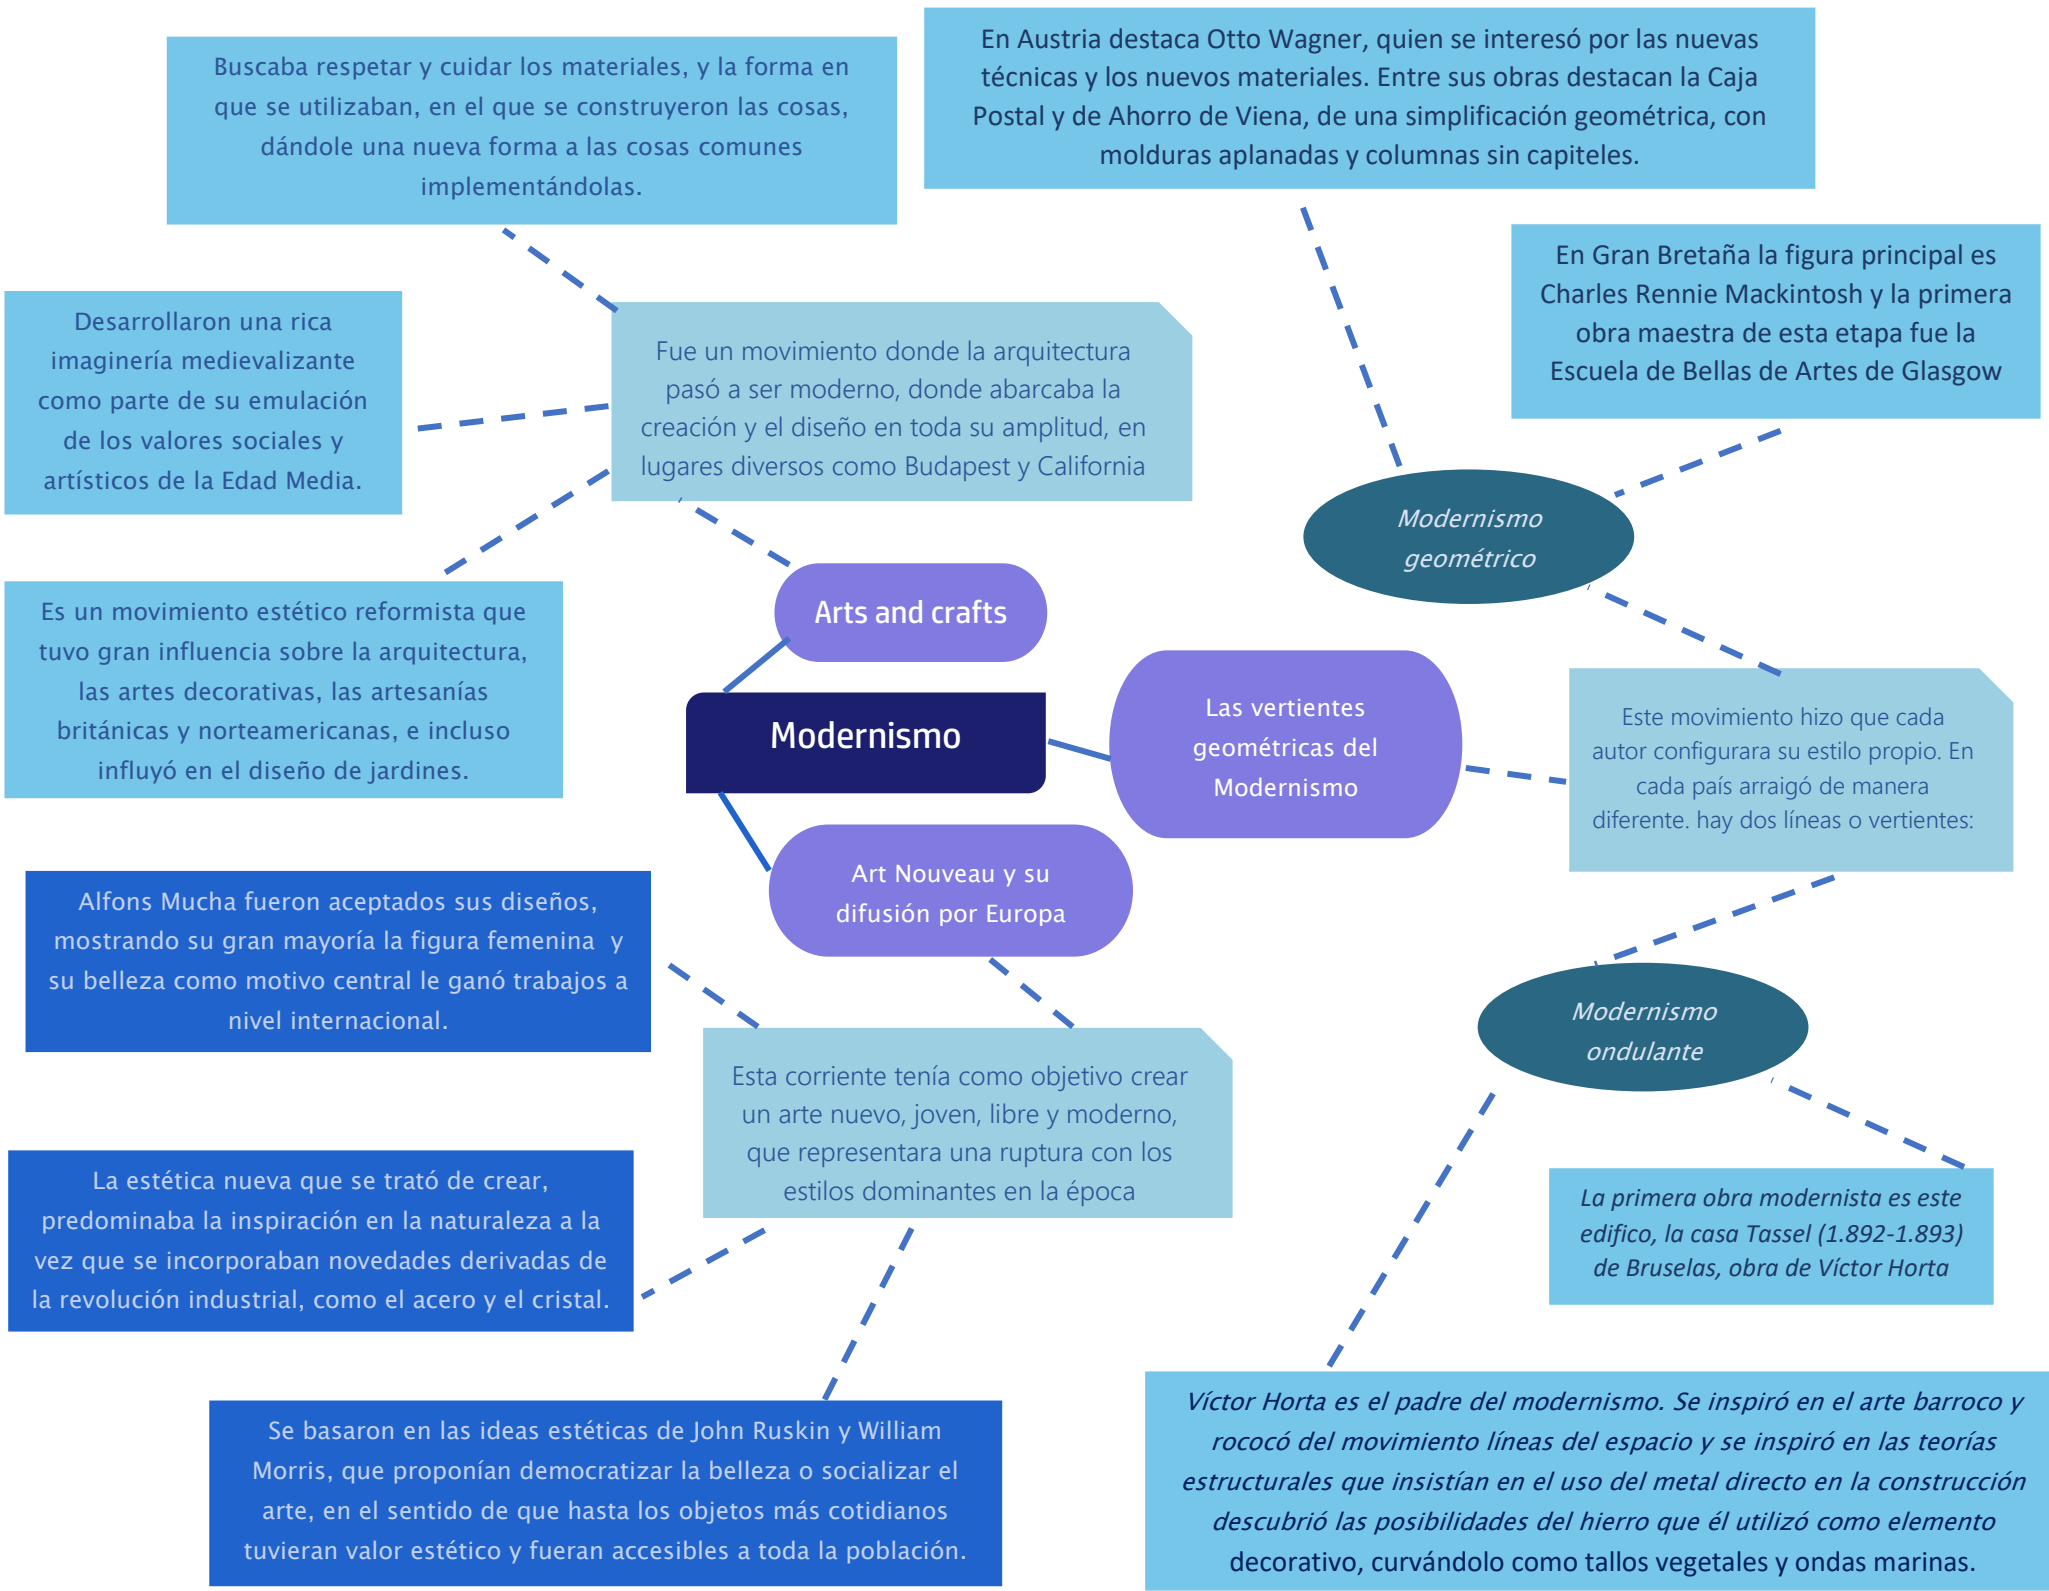 Buscaba respetar y cuidar los materiales, y la forma en
que se utilizaban, en el que se construyeron las cosas,
dándole una nueva forma a las cosas comunes
implementándolas.
En Austria destaca Otto Wagner, quien se interesó por las nuevas
técnicas y los nuevos materiales. Entre sus obras destacan la Caja
Postal y de Ahorro de Viena, de una simplificación geométrica, con
molduras aplanadas y columnas sin capiteles.
En Gran Bretaña la figura principal es
Charles Rennie Mackintosh y la primera
obra maestra de esta etapa fue la
Escuela de Bellas de Artes de Glasgow
Desarrollaron una rica
imaginería medievalizante
como parte de su emulación
de los valores sociales y
artísticos de la Edad Media.
Fue un movimiento donde la arquitectura
pasó a ser moderno, donde abarcaba la
creación y el diseño en toda su amplitud, en
lugares diversos como Budapest y California
Modernismo
geométrico
Es un movimiento estético reformista que
tuvo gran influencia sobre la arquitectura,
las artes decorativas, las artesanías
británicas y norteamericanas, e incluso
influyó en el diseño de jardines.
Arts and crafts
Modernismo
Las vertientes
geométricas del
Modernismo
Este movimiento hizo que cada
autor configurara su estilo propio. En
cada país arraigó de manera
diferente. hay dos líneas o vertientes:
Art Nouveau y su
difusión por Europa
Alfons Mucha fueron aceptados sus diseños,
mostrando su gran mayoría la figura femenina y
su belleza como motivo central le ganó trabajos a
nivel internacional.
Modernismo
ondulante
Esta corriente tenía como objetivo crear
un arte nuevo, joven, libre y moderno,
que representara una ruptura con los
estilos dominantes en la época
La estética nueva que se trató de crear,
predominaba la inspiración en la naturaleza a la
vez que se incorporaban novedades derivadas de
la revolución industrial, como el acero y el cristal.
La primera obra modernista es este
edifico, la casa Tassel (1.892-1.893)
de Bruselas, obra de Víctor Horta
Se basaron en las ideas estéticas de John Ruskin y William
Morris, que proponían democratizar la belleza o socializar el
arte, en el sentido de que hasta los objetos más cotidianos
tuvieran valor estético y fueran accesibles a toda la población.
Víctor Horta es el padre del modernismo. Se inspiró en el arte barroco y
rococó del movimiento líneas del espacio y se inspiró en las teorías
estructurales que insistían en el uso del metal directo en la construcción
descubrió las posibilidades del hierro que él utilizó como elemento
decorativo, curvándolo como tallos vegetales y ondas marinas.